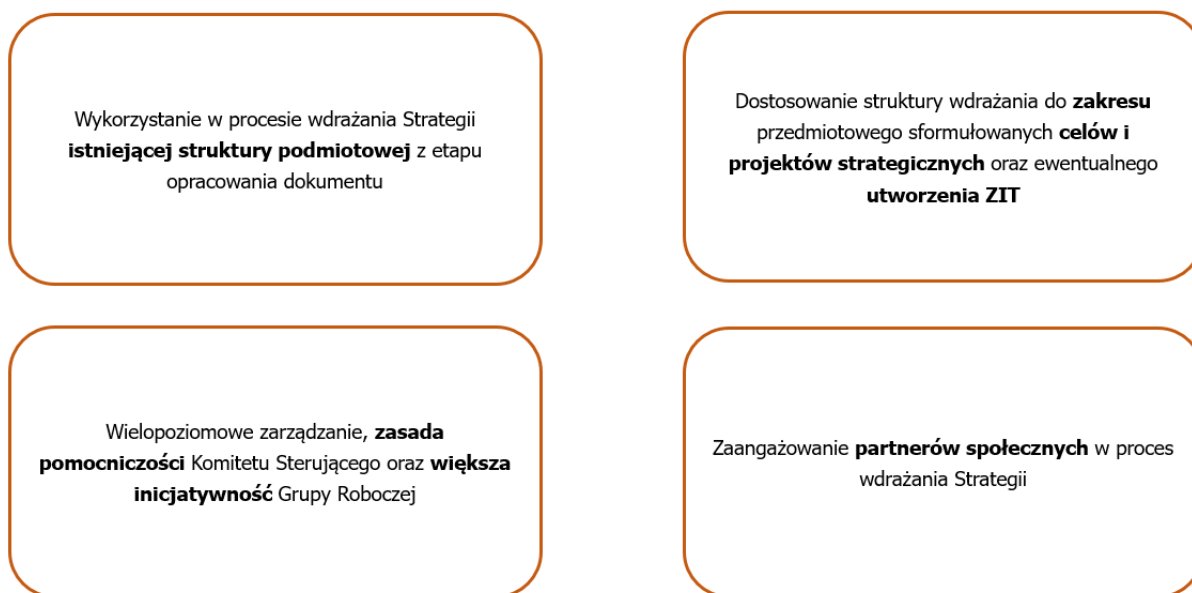 Wykorzystanie w procesie wdrażania Strategii
istniejącej struktury podmiotowej z etapu
opracowania dokumentu
Dostosowanie struktury wdrażania do zakresu
przedmiotowego sformułowanych celów i
projektów strategicznych oraz ewentualnego
utworzenia ZIT
Wielopoziomowe zarządzanie, zasada
pomocniczości Komitetu Sterującego oraz większa
inicjatywność Grupy Roboczej
Zaangażowanie partnerów społecznych w proces
wdrażania Strategii